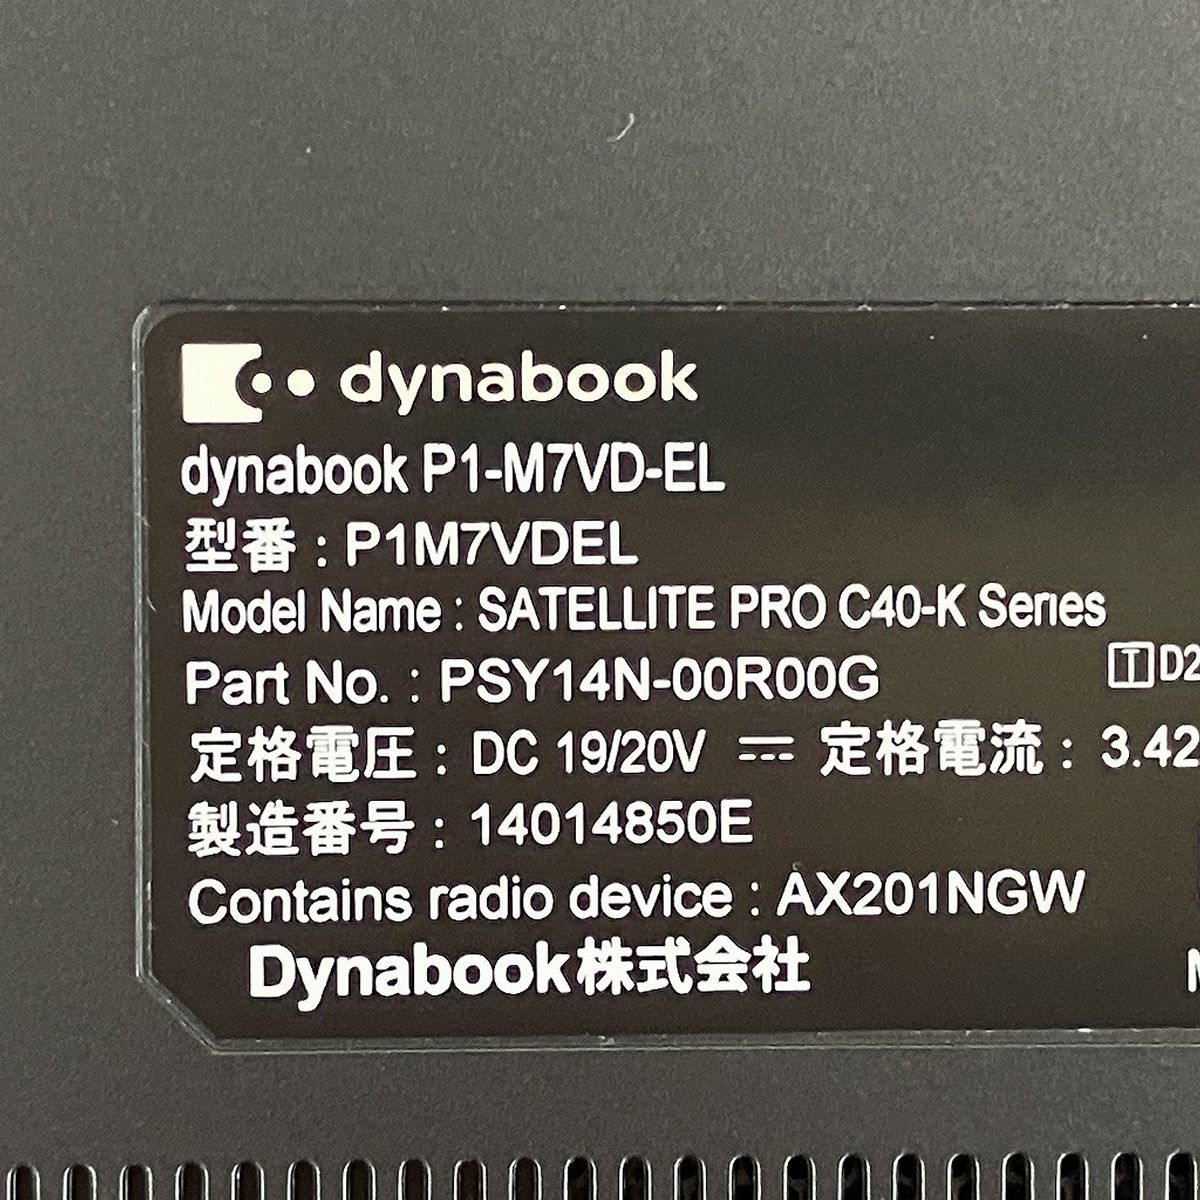 dynabook
dynabook P1-M7VD-EL
型番 : P1M7VDEL
Model Name : SATELLITE PRO C40-K Series
Part No. : PSY14N-00R00G
T D2
定格電圧 : DC 19/20V ⎓ 定格電流 : 3.42
製造番号 : 14014850E
Contains radio device : AX201NGW
Dynabook株式会社